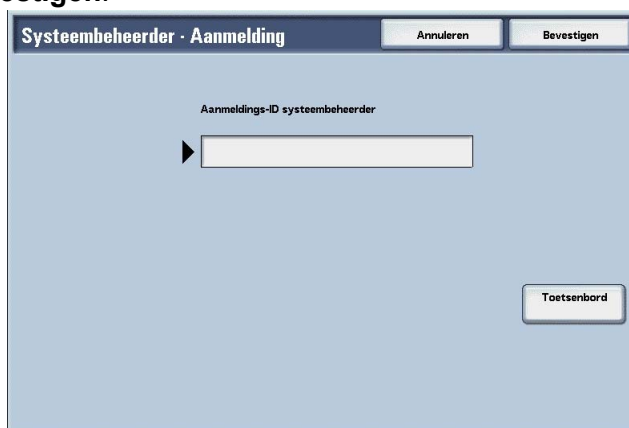 Systeembeheerder - Aanmelding
Annuleren
Bevestigen
Aanmeldings-ID systeembeheerder
Toetsenbord